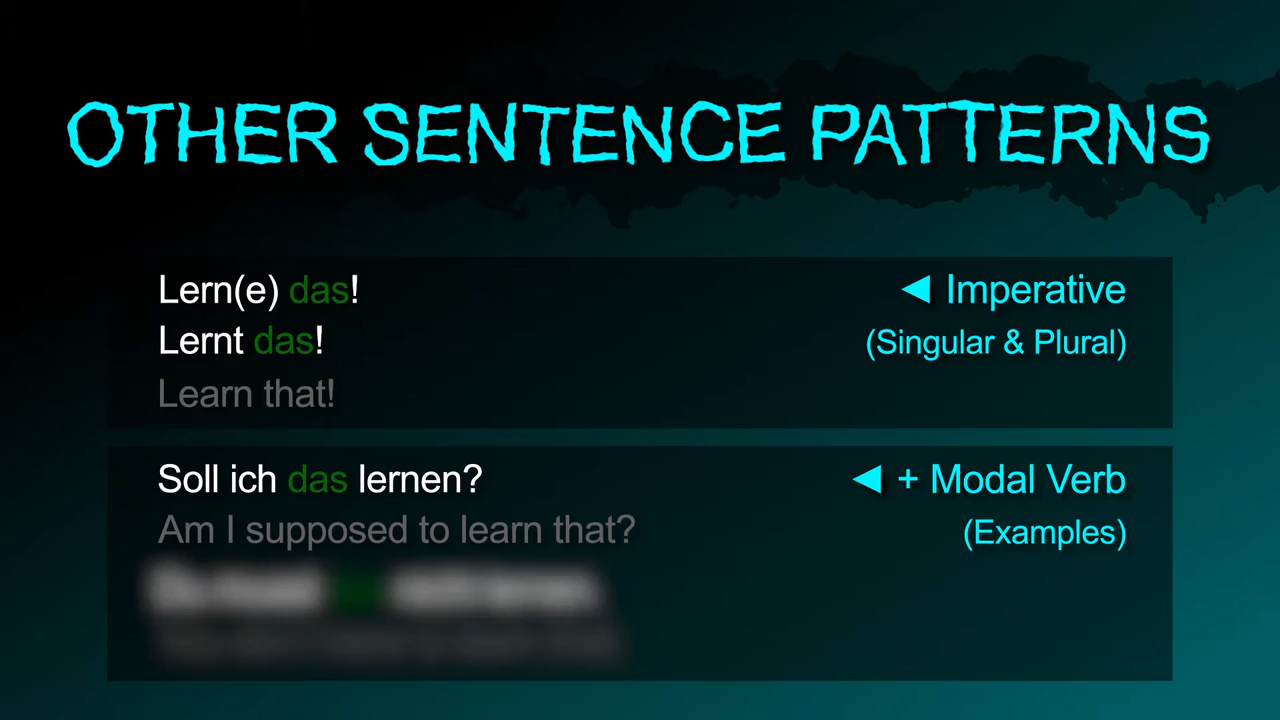 OTHER SENTENCE PATTERNS
Lern(e) das!
◄ Imperative
Lernt das!
(Singular & Plural)
Learn that!
Soll ich das lernen?
◄ + Modal Verb
Am I supposed to learn that?
(Examples)